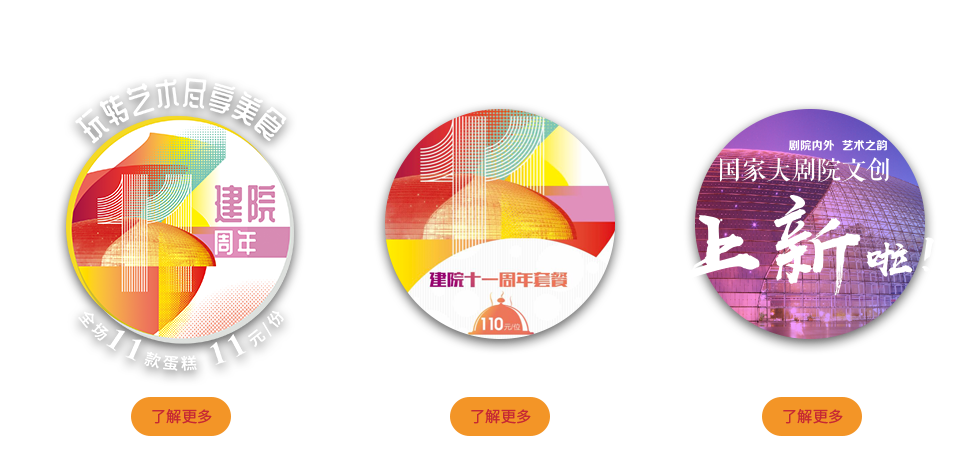 玩转艺术尽享美食
11
建院
周年
全场11款蛋糕 11元/份
了解更多
11
建院十一周年套餐
110元/位
了解更多
剧院内外 艺术之韵
国家大剧院文创
上新啦!
了解更多